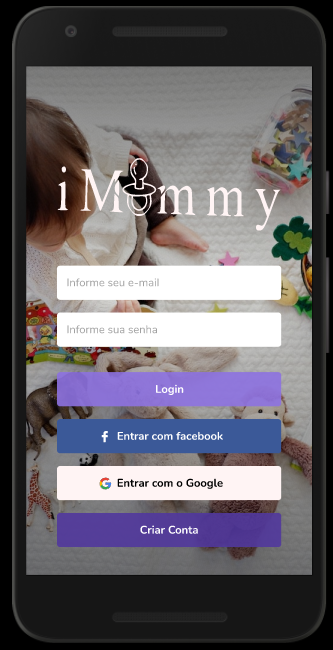 iMommy
Informe seu e-mail
Informe sua senha
Login
Entrar com facebook
Entrar com o Google
Criar Conta